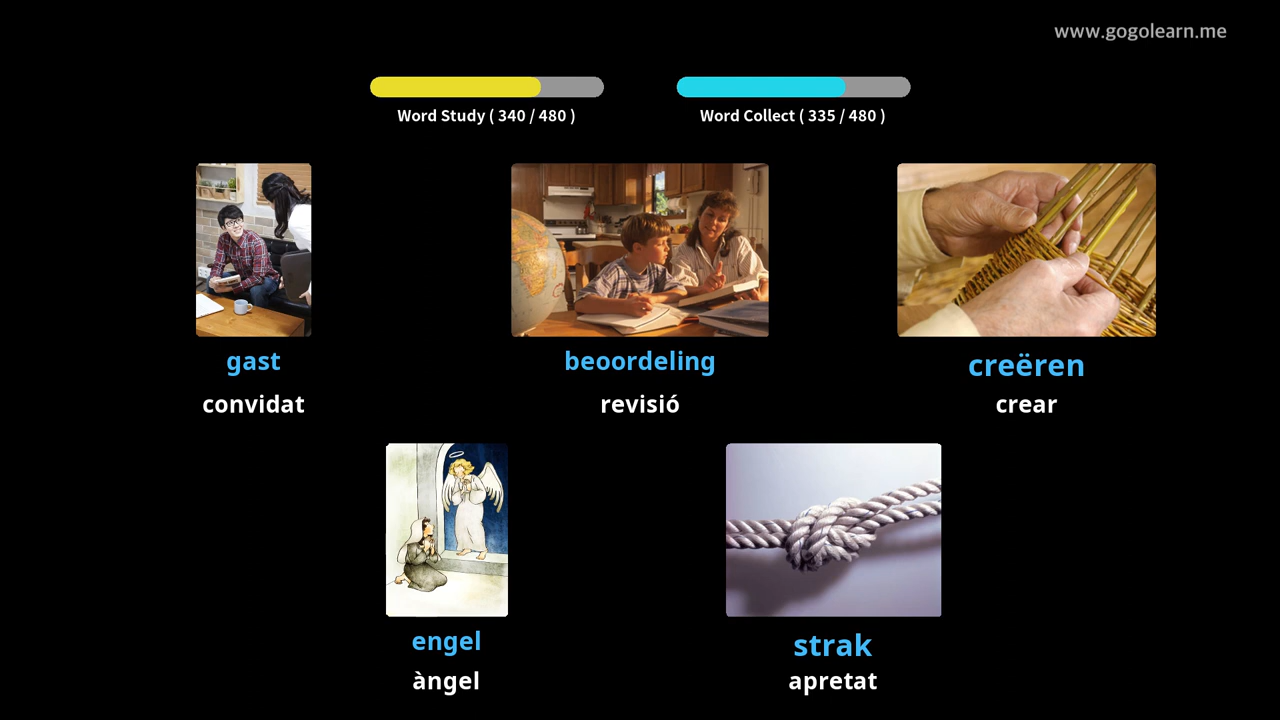 www.gogolearn.me
Word Study ( 340 / 480 )
Word Collect ( 335 / 480 )
gast
convidat
beoordeling
revisió
creëren
crear
engel
àngel
strak
apretat